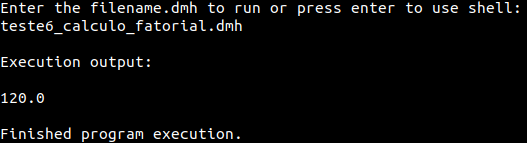 Enter the filename.dmh to run or press enter to use shell:
teste6_calculo_fatorial.dmh
Execution output:
120.0
Finished program execution.